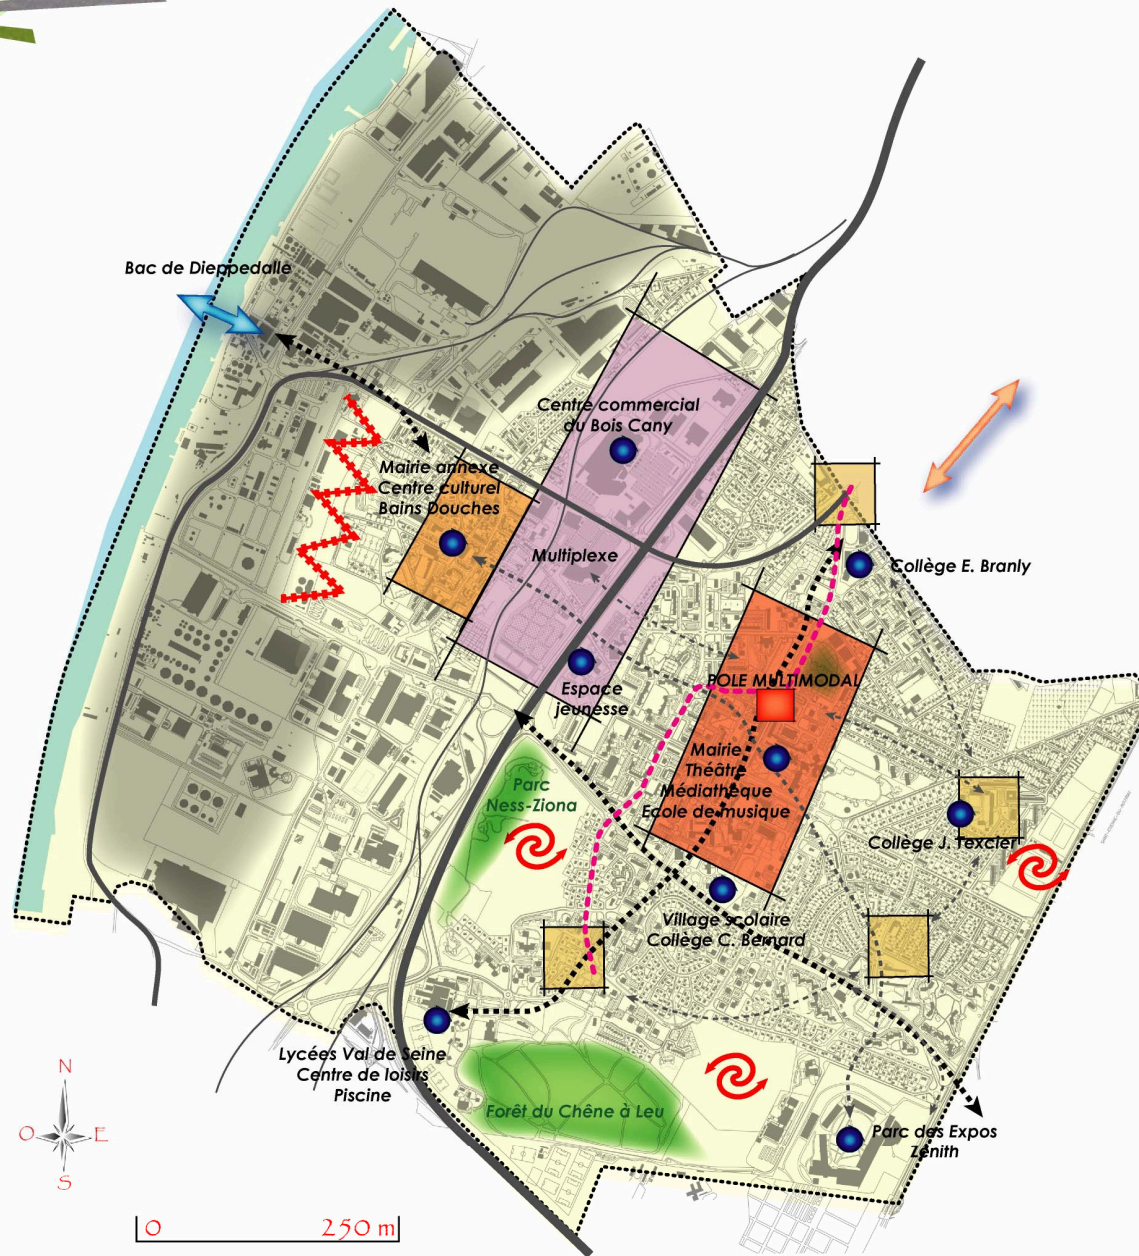 Bac de Dieppedalle
Centre commercial
du Bois Cany
Mairie annexe
Centre culturel
Bains Douches
Multiplexe
Collège E. Branly
Espace
jeunesse
POLE MULTIMODAL
Mairie
Théâtre
Médiathèque
Ecole de musique
Parc
Ness-Ziona
Collège J. Texcier
Village scolaire
Collège C. Bernard
Lycées Val de Seine
Centre de loisirs
Piscine
Forêt du Chêne à Leu
Parc des Expos
Zénith
N
O E
S
0 250 m